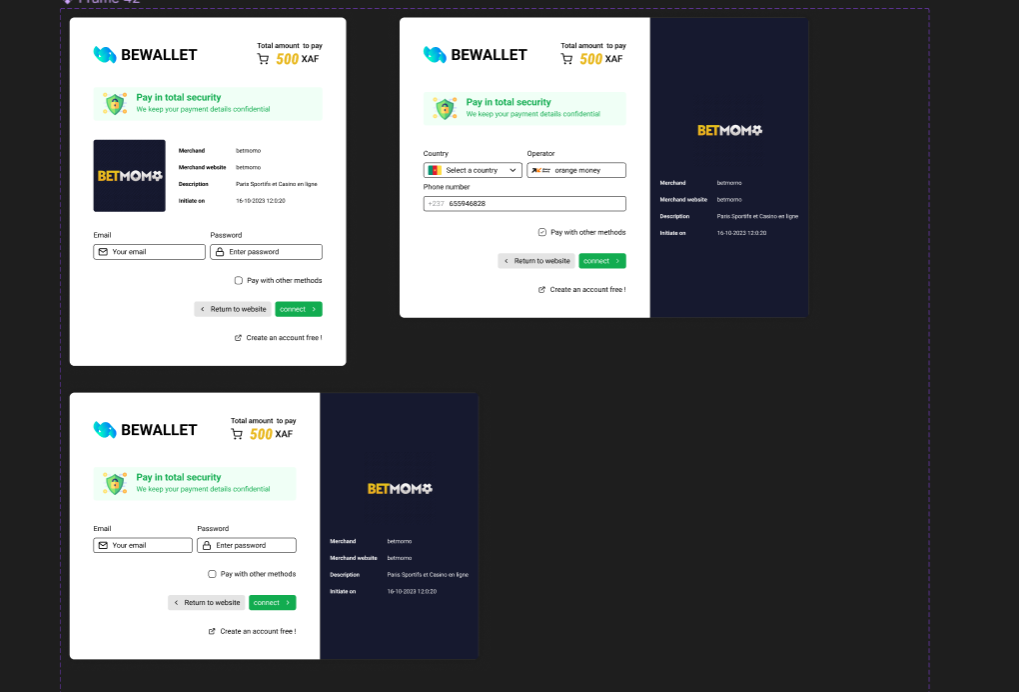 Frame 42
BEWALLET
Total amount to pay
500 XAF
Pay in total security
We keep your payment details confidential
BETMOMO
Merchand betmomo
Merchand website betmomo
Description Paris Sportifs et Casino en ligne
Initiate on 16-10-2023 12:0:20
Email Password
Your email Enter password
Pay with other methods
Return to website connect
Create an account free !
BEWALLET
Total amount to pay
500 XAF
Pay in total security
We keep your payment details confidential
Country Operator
Select a country orange money
Phone number
+237 655946828
Pay with other methods
Return to website connect
Create an account free !
BETMOMO
Merchand betmomo
Merchand website betmomo
Description Paris Sportifs et Casino en ligne
Initiate on 16-10-2023 12:0:20
BEWALLET
Total amount to pay
500 XAF
Pay in total security
We keep your payment details confidential
Email Password
Your email Enter password
Pay with other methods
Return to website connect
Create an account free !
BETMOMO
Merchand betmomo
Merchand website betmomo
Description Paris Sportifs et Casino en ligne
Initiate on 16-10-2023 12:0:20